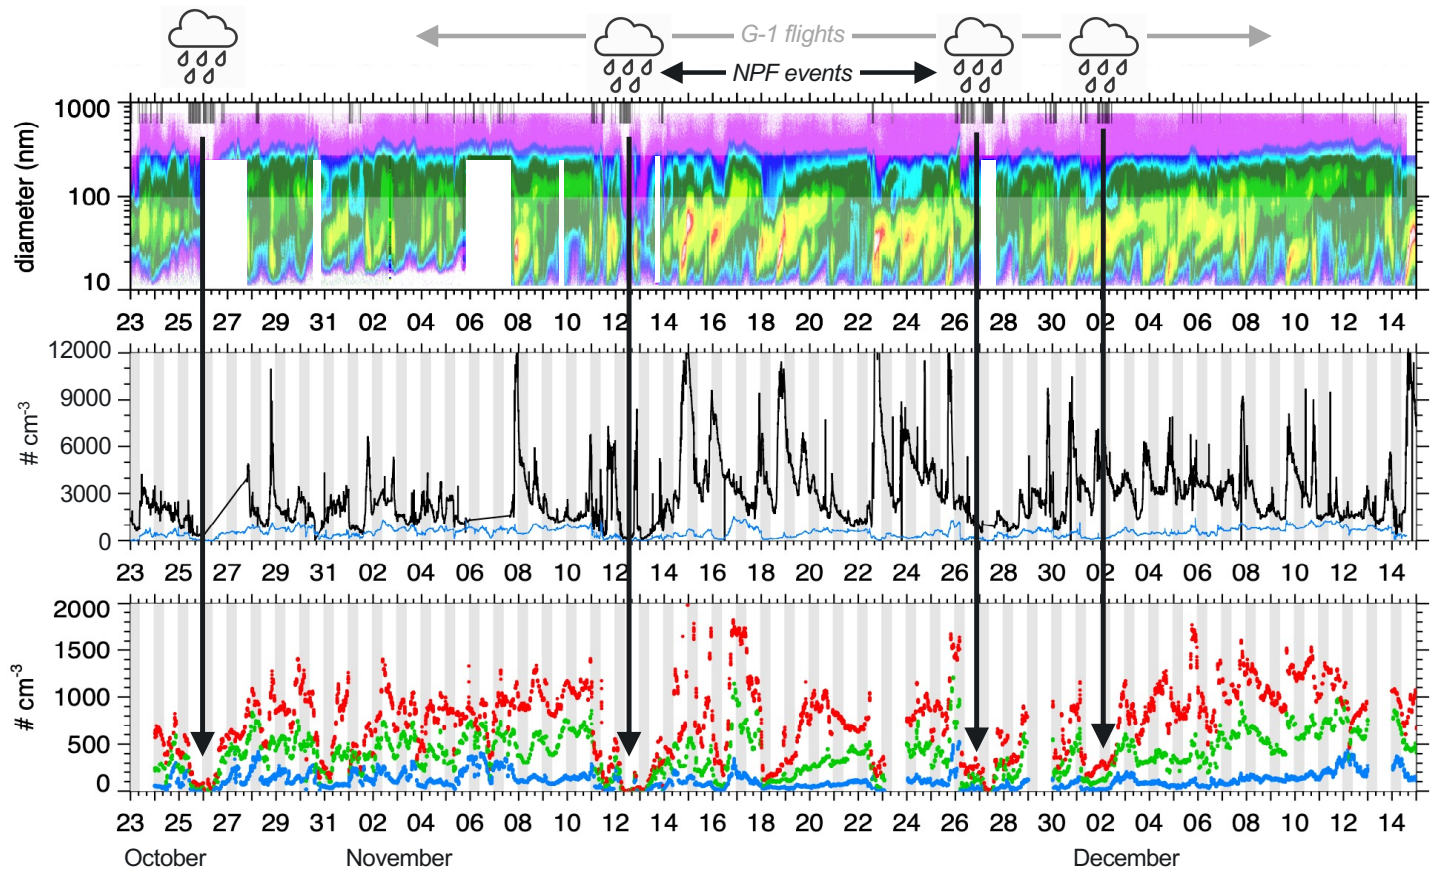 G-1 flights
NPF events
diameter (nm)
1000
100
10
23 25 27 29 31 02 04 06 08 10 12 14 16 18 20 22 24 26 28 30 02 04 06 08 10 12 14
# cm-3
12000
9000
6000
3000
0
23 25 27 29 31 02 04 06 08 10 12 14 16 18 20 22 24 26 28 30 02 04 06 08 10 12 14
# cm-3
2000
1500
1000
500
0
23 25 27 29 31 02 04 06 08 10 12 14 16 18 20 22 24 26 28 30 02 04 06 08 10 12 14
October November December